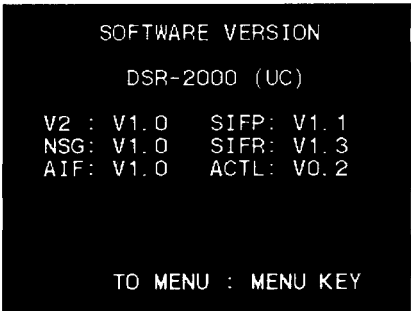 SOFTWARE VERSION
DSR-2000 (UC)
V2 : V1.0 SIFP: V1.1
NSG: V1.0 SIFR: V1.3
AIF: V1.0 ACTL: V0.2
TO MENU : MENU KEY